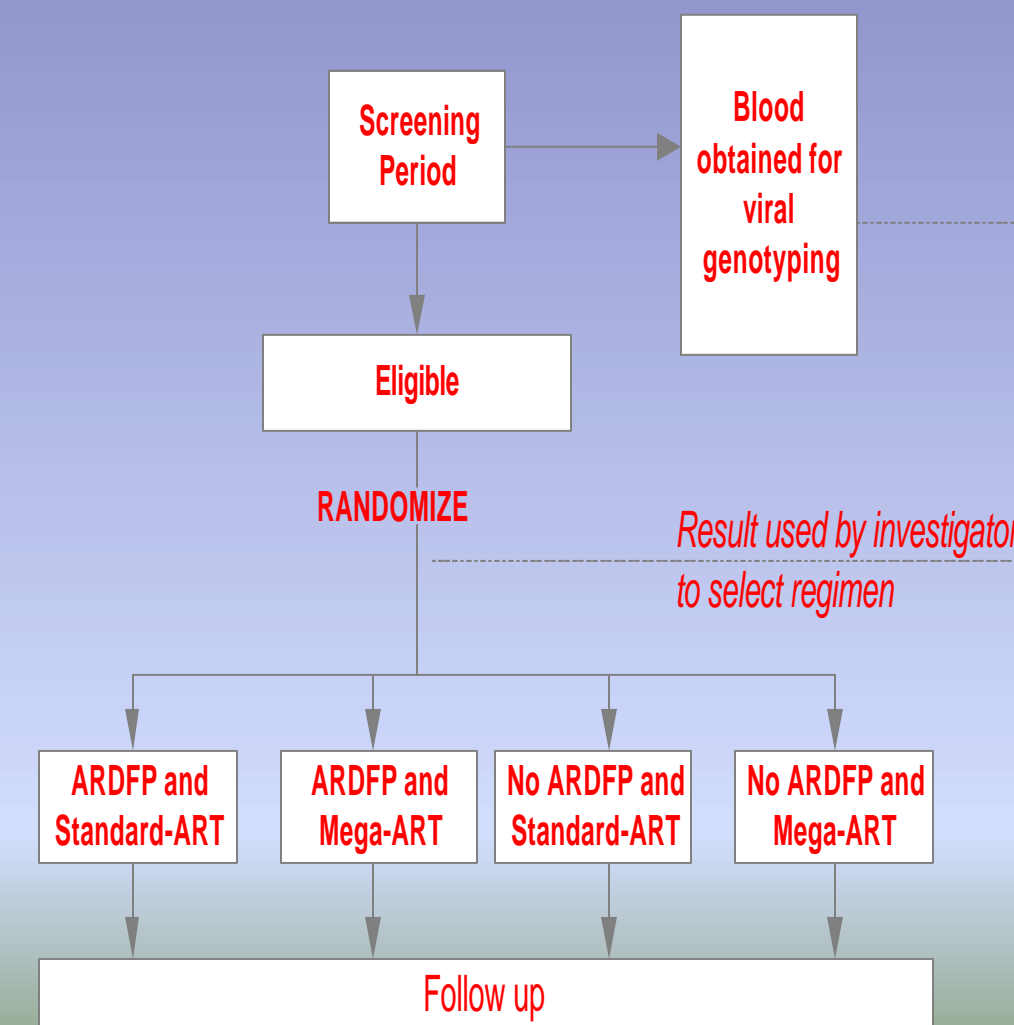 Screening
Period
Blood
obtained for
viral
genotyping
Eligible
RANDOMIZE
Result used by investigator
to select regimen
ARDFP and
Standard-ART
ARDFP and
Mega-ART
No ARDFP and
Standard-ART
No ARDFP and
Mega-ART
Follow up